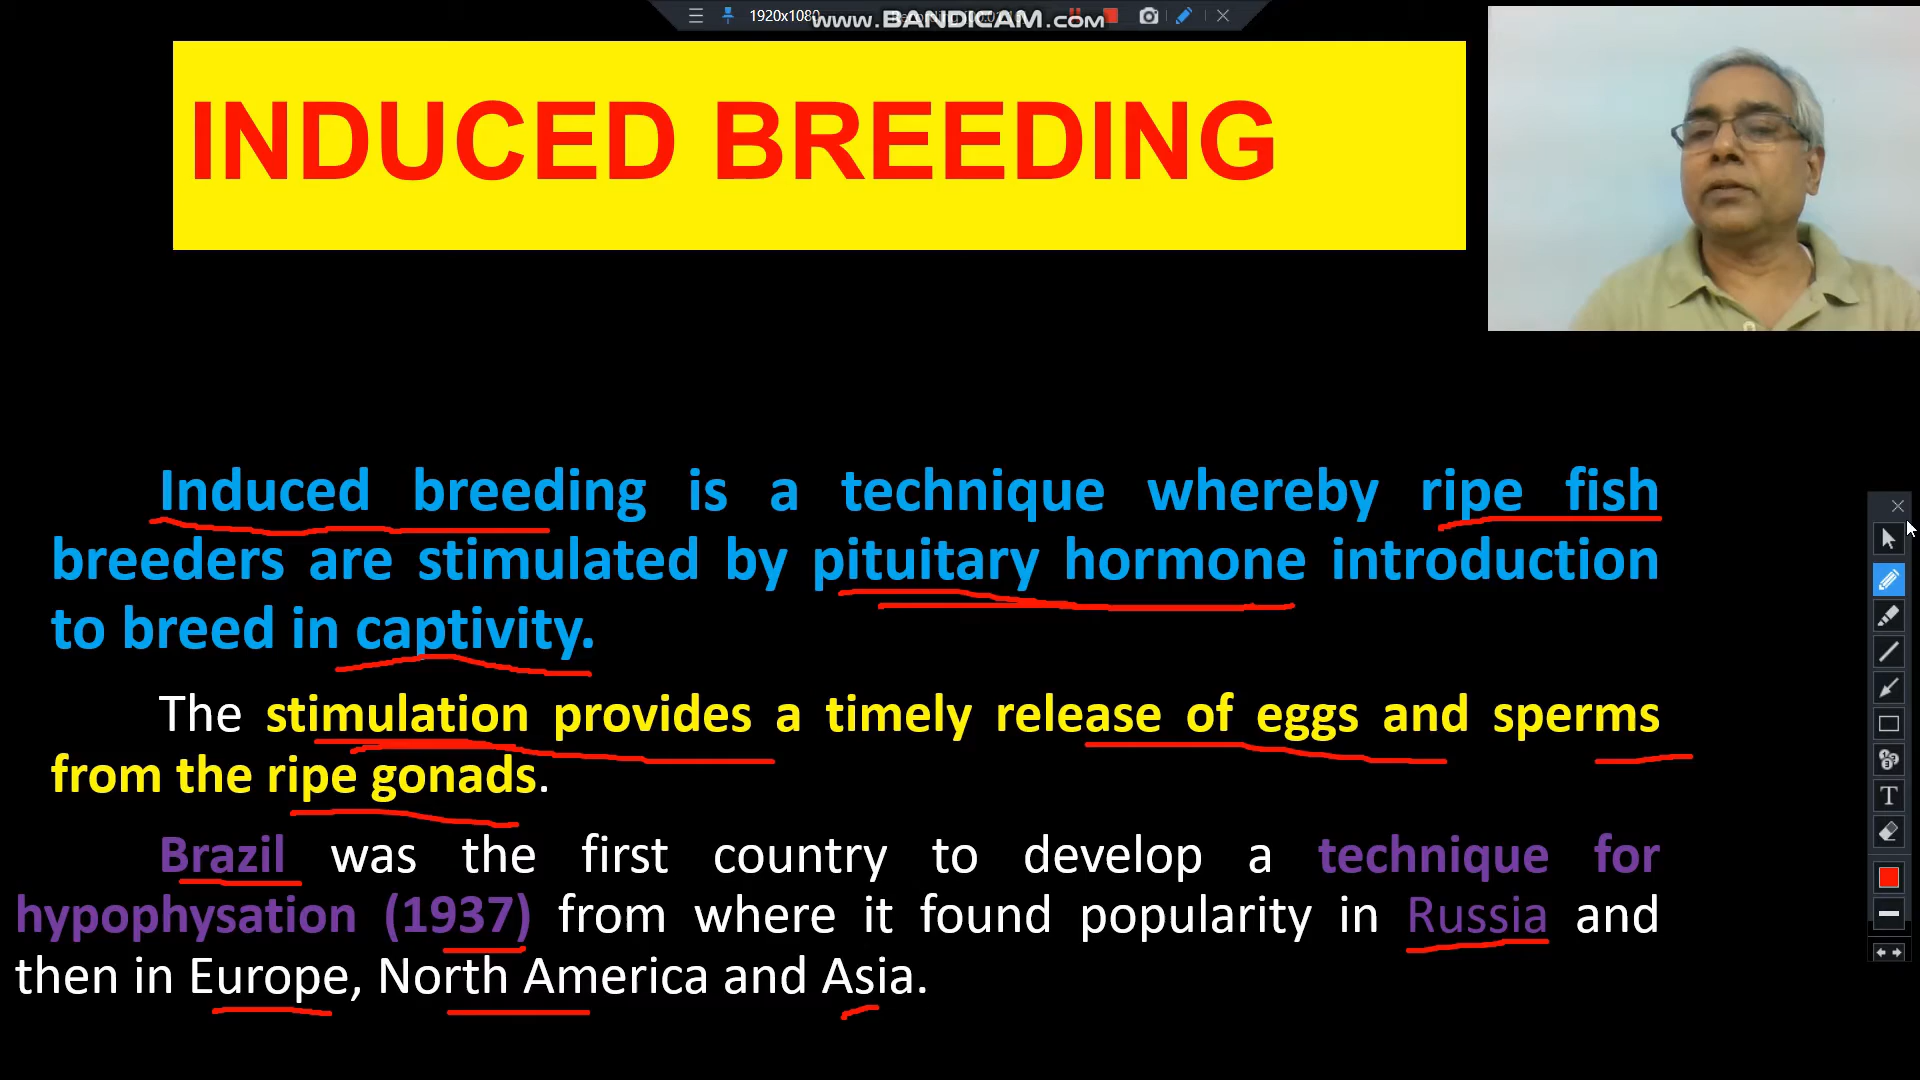 1920x1080
www.BANDICAM.com
INDUCED BREEDING
Induced breeding is a technique whereby ripe fish
breeders are stimulated by pituitary hormone introduction
to breed in captivity.
The stimulation provides a timely release of eggs and sperms
from the ripe gonads.
Brazil was the first country to develop a technique for
hypophysation (1937) from where it found popularity in Russia and
then in Europe, North America and Asia.
T